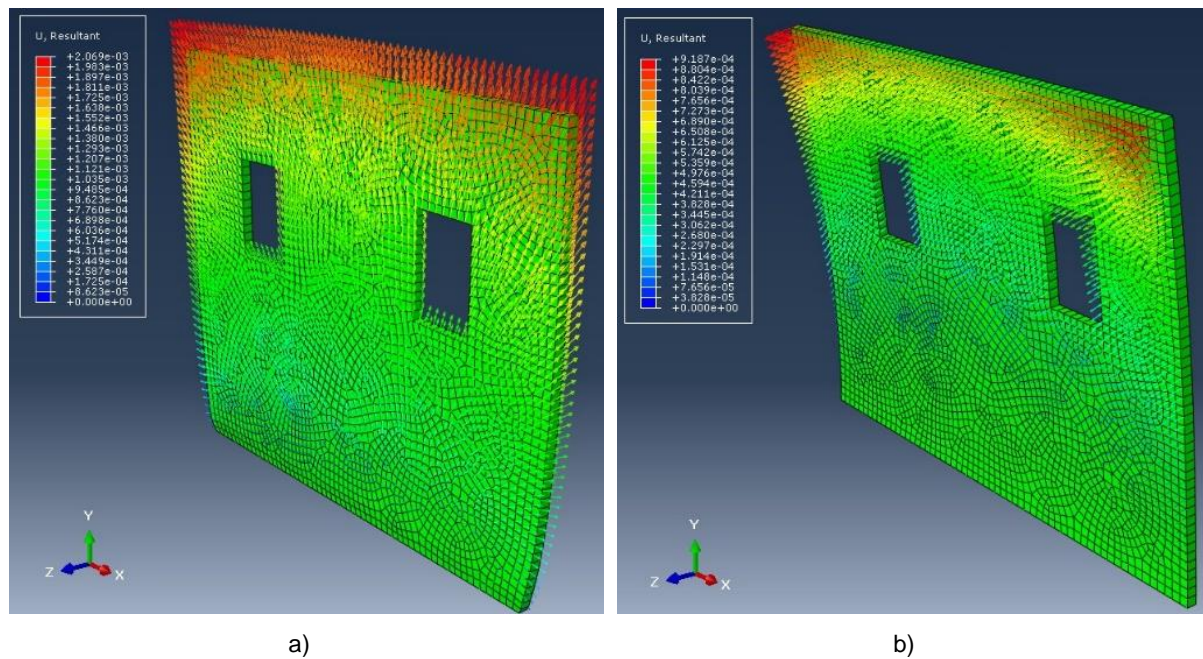 U, Resultant
+2.069e-03
+1.983e-03
+1.897e-03
+1.811e-03
+1.725e-03
+1.638e-03
+1.552e-03
+1.466e-03
+1.380e-03
+1.293e-03
+1.207e-03
+1.121e-03
+1.035e-03
+9.485e-04
+8.623e-04
+7.760e-04
+6.898e-04
+6.036e-04
+5.174e-04
+4.311e-04
+3.449e-04
+2.587e-04
+1.725e-04
+8.623e-05
+0.000e+00
Y
Z
X
a)
U, Resultant
+9.187e-04
+8.804e-04
+8.422e-04
+8.039e-04
+7.656e-04
+7.273e-04
+6.890e-04
+6.508e-04
+6.125e-04
+5.742e-04
+5.359e-04
+4.976e-04
+4.594e-04
+4.211e-04
+3.828e-04
+3.445e-04
+3.062e-04
+2.680e-04
+2.297e-04
+1.914e-04
+1.531e-04
+1.148e-04
+7.656e-05
+3.828e-05
+0.000e+00
Y
Z
X
b)